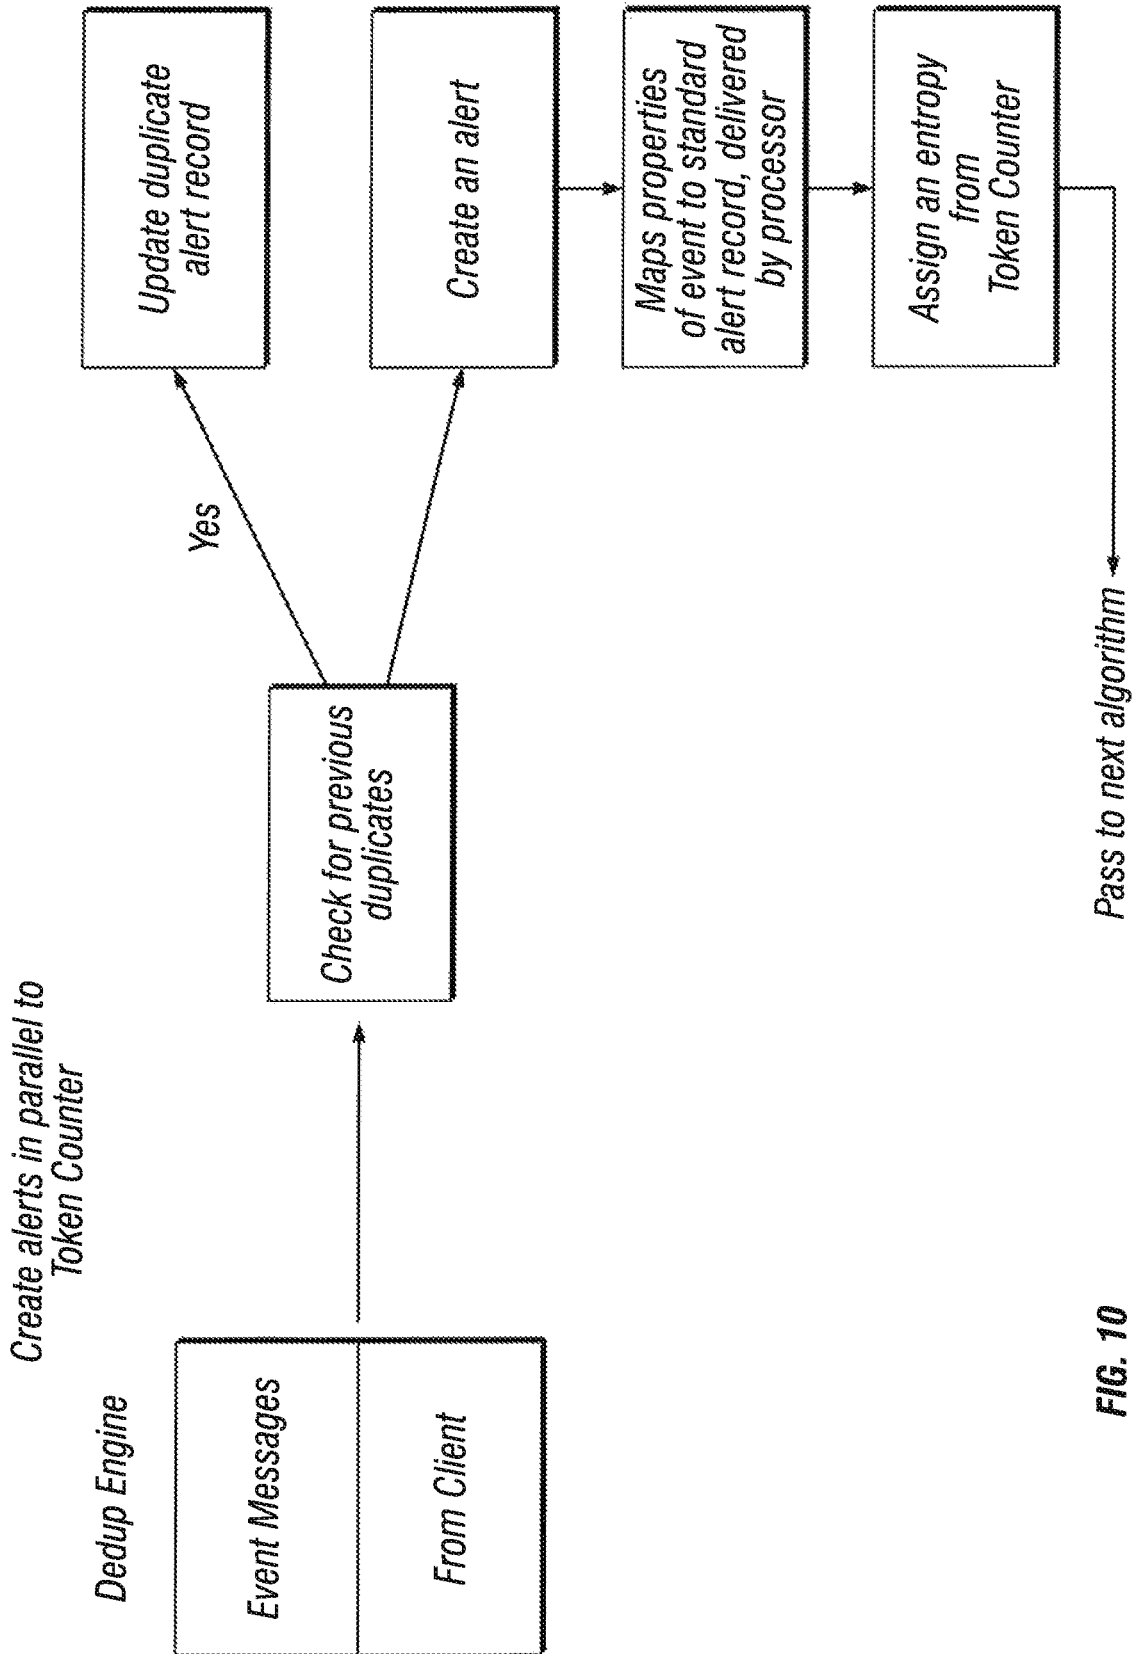 Create alerts in parallel to
Token Counter
Dedup Engine
Event Messages
From Client
Check for previous
duplicates
Yes
Update duplicate
alert record
Create an alert
Maps properties
of event to standard
alert record, delivered
by processor
Assign an entropy
from
Token Counter
Pass to next algorithm
FIG. 10